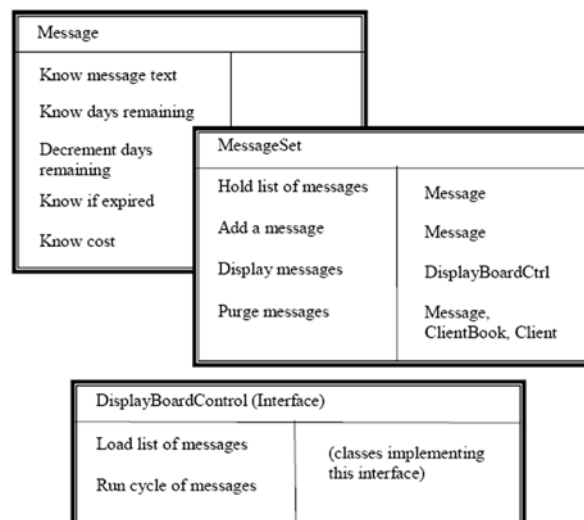 Message
Know message text
Know days remaining
Decrement days
remaining
Know if expired
Know cost
MessageSet
Hold list of messages
Message
Add a message
Message
Display messages
DisplayBoardCtrl
Purge messages
Message,
ClientBook, Client
DisplayBoardControl (Interface)
Load list of messages
(classes implementing
this interface)
Run cycle of messages